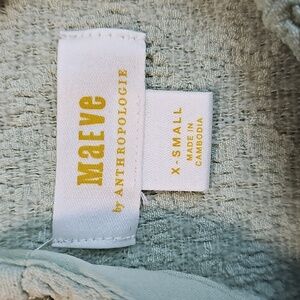 MAEVE
by ANTHROPOLOGIE
X-SMALL
MADE IN
CAMBODIA